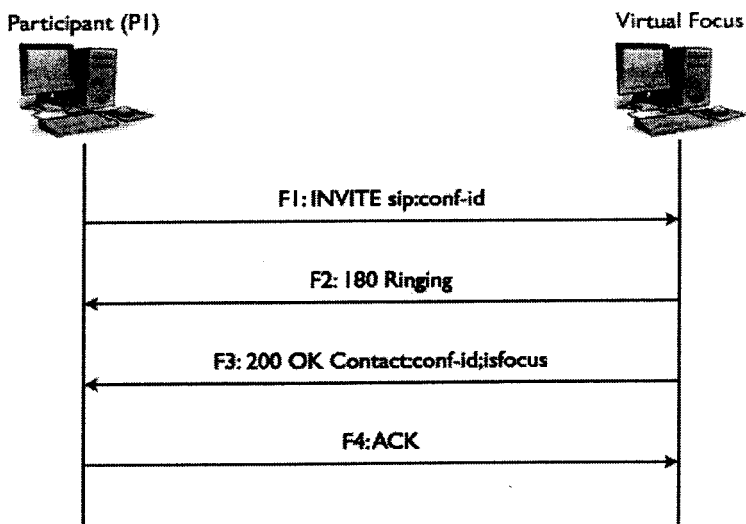 Participant (P1)
Virtual Focus
F1: INVITE sip:conf-id
F2: 180 Ringing
F3: 200 OK Contact:conf-id;isfocus
F4: ACK